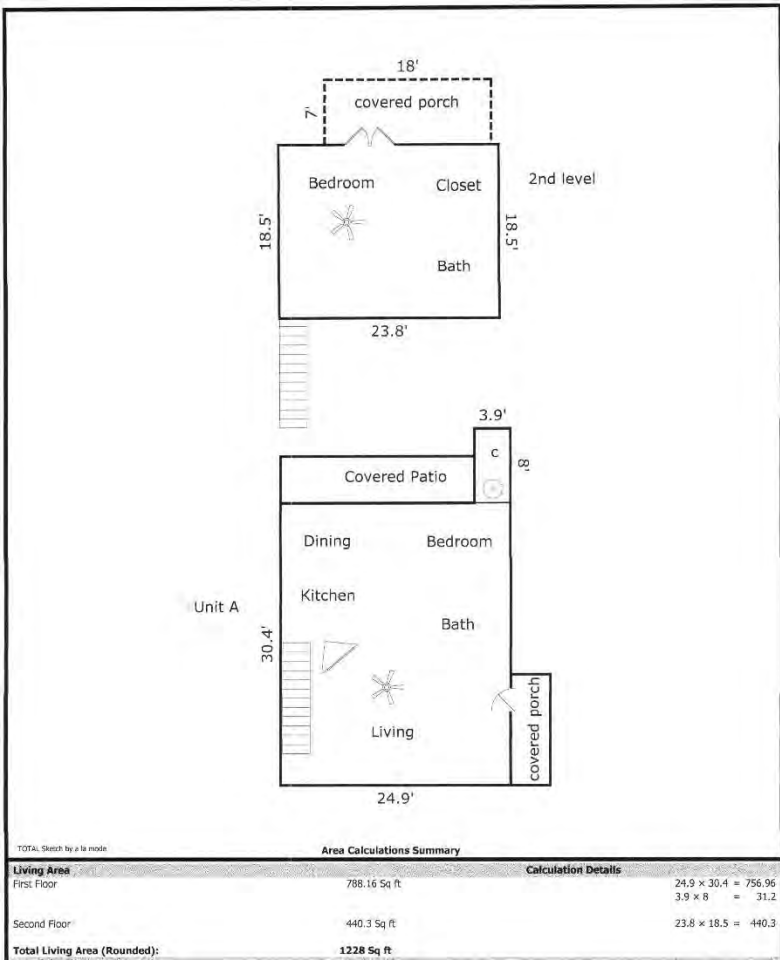 18'
7'
covered porch
Bedroom
Closet
2nd level
18.5'
18.5'
Bath
23.8'
3.9'
c
8'
Covered Patio
Dining
Bedroom
Kitchen
Unit A
Bath
30.4'
Living
covered porch
24.9'
TOTAL Sketch by a la mode
Area Calculations Summary
Living Area Calculation Details
First Floor 788.16 Sq ft 24.9 × 30.4 = 756.96
3.9 × 8 = 31.2
Second Floor 440.3 Sq ft 23.8 × 18.5 = 440.3
Total Living Area (Rounded): 1228 Sq ft